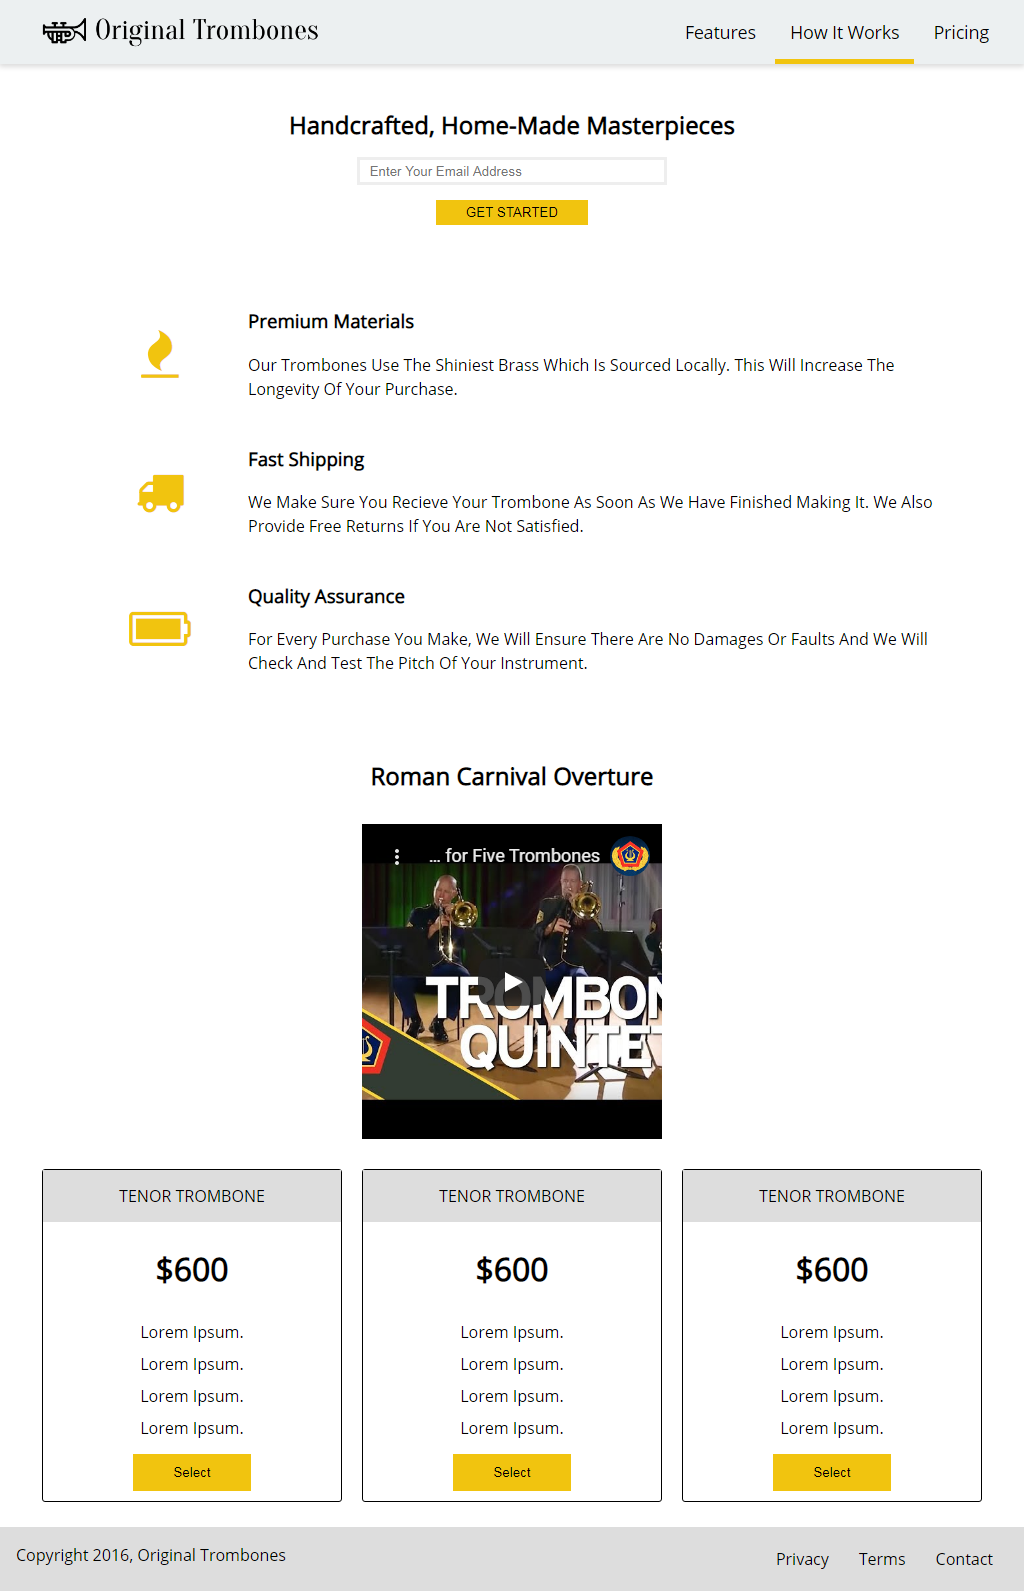 Original Trombones
Features
How It Works
Pricing
Handcrafted, Home-Made Masterpieces
Enter Your Email Address
GET STARTED
Premium Materials
Our Trombones Use The Shiniest Brass Which Is Sourced Locally. This Will Increase The
Longevity Of Your Purchase.
Fast Shipping
We Make Sure You Recieve Your Trombone As Soon As We Have Finished Making It. We Also
Provide Free Returns If You Are Not Satisfied.
Quality Assurance
For Every Purchase You Make, We Will Ensure There Are No Damages Or Faults And We Will
Check And Test The Pitch Of Your Instrument.
Roman Carnival Overture
... for Five Trombones
TROMBON
QUINTET
TENOR TROMBONE
$600
Lorem Ipsum.
Lorem Ipsum.
Lorem Ipsum.
Lorem Ipsum.
Select
TENOR TROMBONE
$600
Lorem Ipsum.
Lorem Ipsum.
Lorem Ipsum.
Lorem Ipsum.
Select
TENOR TROMBONE
$600
Lorem Ipsum.
Lorem Ipsum.
Lorem Ipsum.
Lorem Ipsum.
Select
Copyright 2016, Original Trombones
Privacy
Terms
Contact